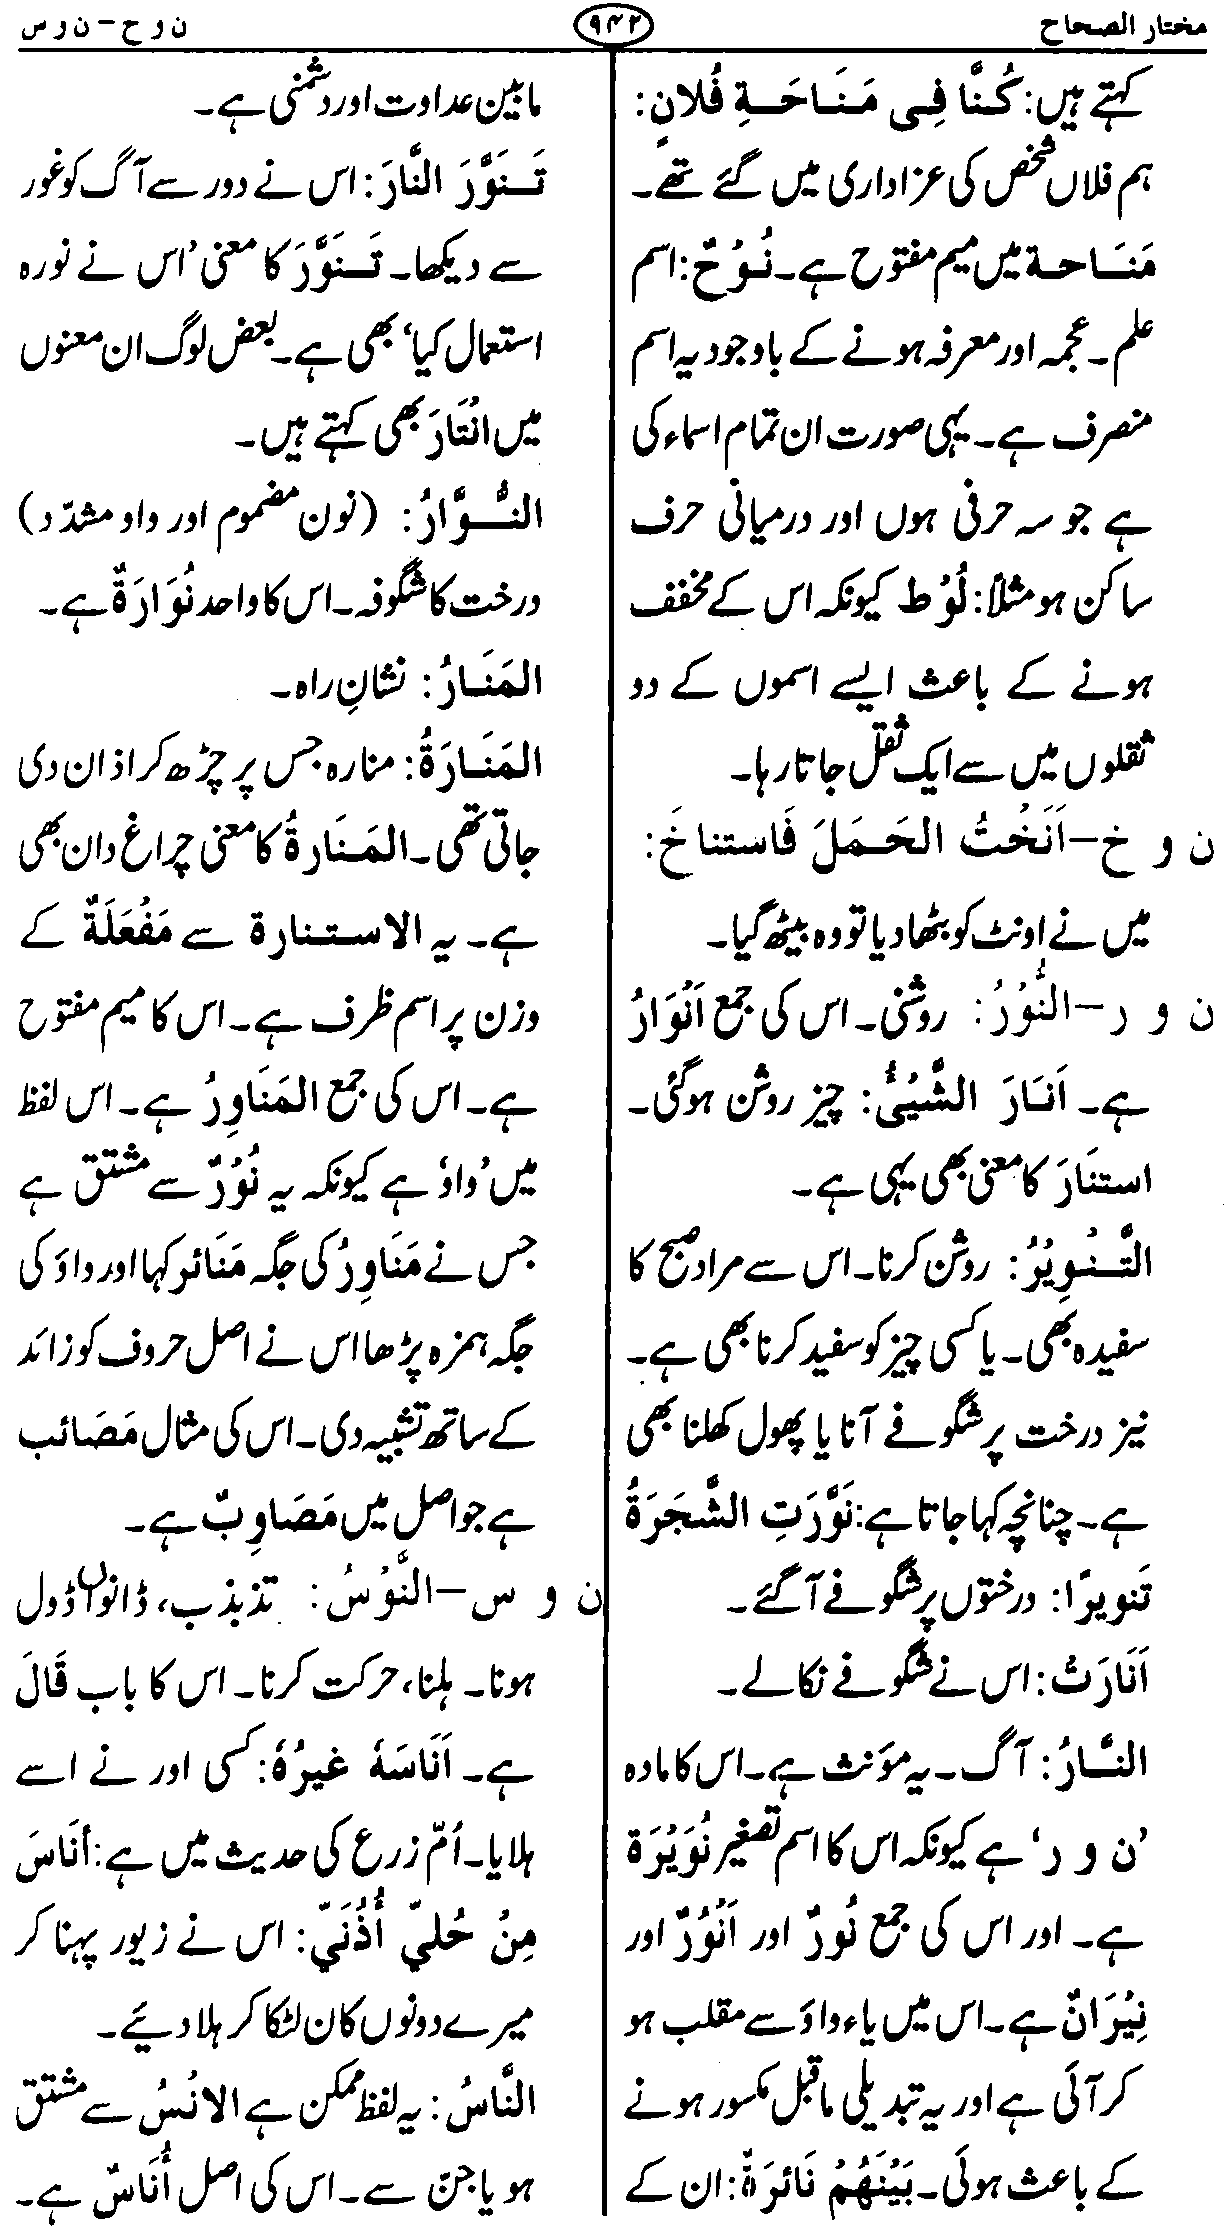 مختار الصحاح ۹۴۲ ن و ح – ن و س
کہتے ہیں: کُنَّا فِی مَنَاحَةِ فُلانٍ:
ہم فلاں شخص کی عزاداری میں گئے تھے۔
مَنَاحة میں میم مفتوح ہے۔ نُوْحٌ: اسم
علم۔ عجمہ اور معرفہ ہونے کے باوجود یہ اسم
منصرف ہے۔ یہی صورت ان تمام اسماء کی
ہے جو سہ حرفی ہوں اور درمیانی حرف
ساکن ہو مثلاً: لُوْط کیونکہ اس کے مخفف
ہونے کے باعث ایسے اسموں کے دو
ثقلوں میں سے ایک ثقل جاتا رہا۔
ن و خ – اَنَخْتُ الحَمَلَ فَاستناخَ:
میں نے اونٹ کو بٹھا دیا تو وہ بیٹھ گیا۔
ن و ر – النُّوْرُ: روشنی۔ اس کی جمع اَنْوَارُ
ہے۔ اَنَارَ الشَّیْیُٔ: چیز روشن ہوگئی۔
استنَارَ کا معنی بھی یہی ہے۔
التَّنْوِیْرُ: روشن کرنا۔ اس سے مراد صبح کا
سفیدہ بھی۔ یا کسی چیز کو سفید کرنا بھی ہے۔
نیز درخت پر شگوفے آنا یا پھول کھلنا بھی
ہے۔ چنانچہ کہا جاتا ہے: نَوَّرَتِ الشَّجَرَةُ
تَنویرًا: درختوں پر شگوفے آگئے۔
اَنَارَتْ: اس نے شگوفے نکالے۔
النَّارُ: آگ۔ یہ مؤنث ہے۔ اس کا مادہ
’ن و ر‘ ہے کیونکہ اس کا اسم تصغیر نُوَیْرَة
ہے۔ اور اس کی جمع نُورٌ اور اَنْوُرٌ اور
نِیْرَانٌ ہے۔ اس میں یاء واؤ سے مقلب ہو
کر آئی ہے اور یہ تبدیلی ماقبل مکسور ہونے
کے باعث ہوئی۔ بَیْنَهُمْ نَائرَةٌ: ان کے
مابین عداوت اور دشمنی ہے۔
تَنَوَّرَ النَّارَ: اس نے دور سے آگ کو غور
سے دیکھا۔ تَنَوَّرَ کا معنی ’اس نے نورہ
استعمال کیا‘ بھی ہے۔ بعض لوگ ان معنوں
میں انْتَارَ بھی کہتے ہیں۔
النُّوَّارُ: (نون مضموم اور واو مشدّد)
درخت کا شگوفہ۔ اس کا واحد نُوَارَةٌ ہے۔
المَنَارُ: نشانِ راہ۔
المَنَارَةُ: منارہ جس پر چڑھ کر اذان دی
جاتی تھی۔ المَنَارةُ کا معنی چراغ دان بھی
ہے۔ یہ الاستنارة سے مَفْعَلَةٌ کے
وزن پر اسم ظرف ہے۔ اس کا میم مفتوح
ہے۔ اس کی جمع المَنَاوِرُ ہے۔ اس لفظ
میں ’واو‘ ہے کیونکہ یہ نُوْرٌ سے مشتق ہے
جس نے مَنَاوِرُ کی جگہ مَنَائر کہا اور واؤ کی
جگہ ہمزہ پڑھا اس نے اصل حروف کو زائد
کے ساتھ تشبیہ دی۔ اس کی مثال مَصَائب
ہے جو اصل میں مَصَاوِبٌ ہے۔
ن و س – النَّوْسُ: تذبذب، ڈانواں ڈول
ہونا۔ ہلنا، حرکت کرنا۔ اس کا باب قَالَ
ہے۔ اَنَاسَهٗ غیرُهٗ: کسی اور نے اسے
ہلایا۔ اُمّ زرع کی حدیث میں ہے: أنَاسَ
مِنْ حُلیّ اُذُنَیّ: اس نے زیور پہنا کر
میرے دونوں کان لٹکا کر ہلا دیئے۔
النَّاسُ: یہ لفظ ممکن ہے الانْسُ سے مشتق
ہو یا جنّ سے۔ اس کی اصل أُنَاسٌ ہے۔